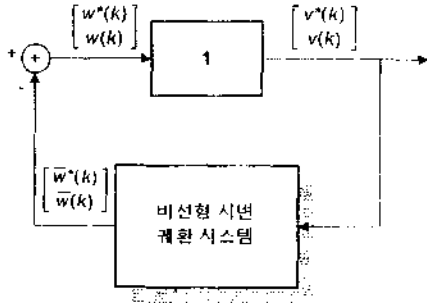 w*(k)
w(k)
v*(k)
v(k)
+
+
1
-
w̅*(k)
w̅(k)
비선형 시변
궤환 시스템